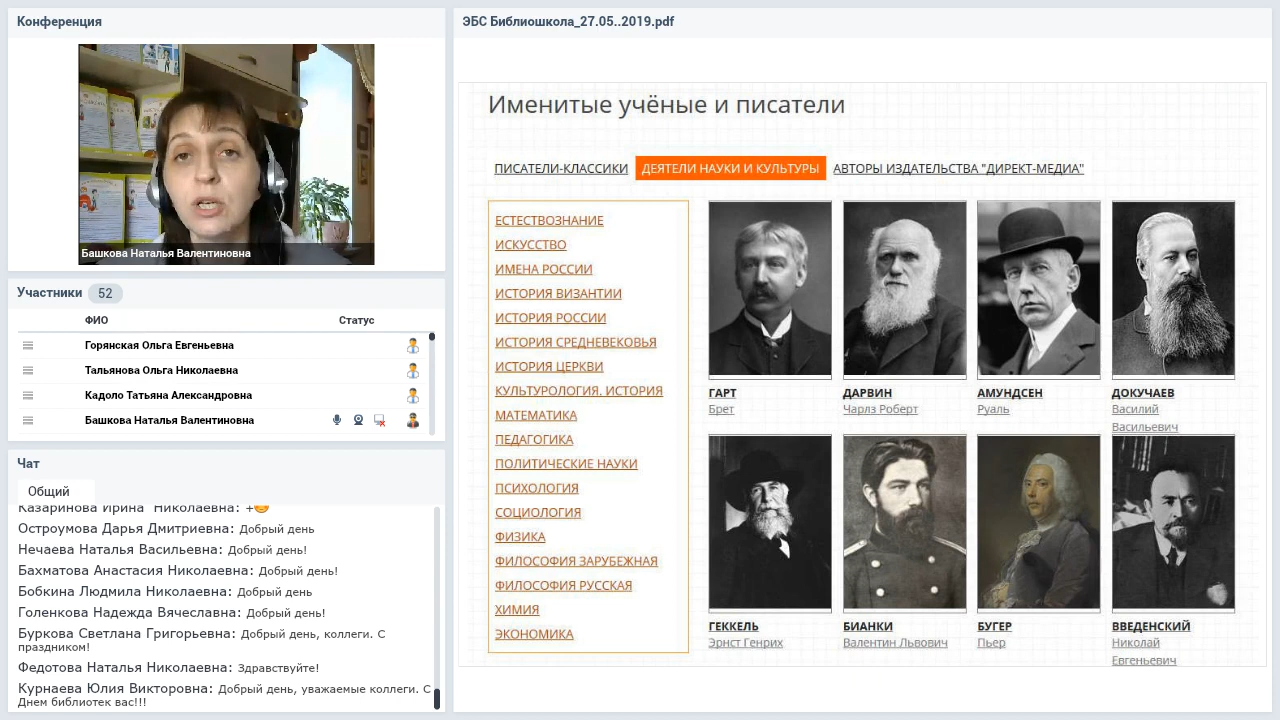 Конференция
Башкова Наталья Валентиновна
Участники 52
ФИО Статус
Горянская Ольга Евгеньевна
Тальянова Ольга Николаевна
Кадоло Татьяна Александровна
Башкова Наталья Валентиновна
Чат
Общий
Казаринова Ирина Николаевна: +
Остроумова Дарья Дмитриевна: Добрый день
Нечаева Наталья Васильевна: Добрый день!
Бахматова Анастасия Николаевна: Добрый день!
Бобкина Людмила Николаевна: Добрый день
Голенкова Надежда Вячеславна: Добрый день!
Буркова Светлана Григорьевна: Добрый день, коллеги. С
праздником!
Федотова Наталья Николаевна: Здравствуйте!
Курнаева Юлия Викторовна: Добрый день, уважаемые коллеги. С
Днем библиотек вас!!!
ЭБС Библиошкола_27.05..2019.pdf
Именитые учёные и писатели
ПИСАТЕЛИ-КЛАССИКИ ДЕЯТЕЛИ НАУКИ И КУЛЬТУРЫ АВТОРЫ ИЗДАТЕЛЬСТВА "ДИРЕКТ-МЕДИА"
ЕСТЕСТВОЗНАНИЕ
ИСКУССТВО
ИМЕНА РОССИИ
ИСТОРИЯ ВИЗАНТИИ
ИСТОРИЯ РОССИИ
ИСТОРИЯ СРЕДНЕВЕКОВЬЯ
ИСТОРИЯ ЦЕРКВИ
КУЛЬТУРОЛОГИЯ. ИСТОРИЯ
МАТЕМАТИКА
ПЕДАГОГИКА
ПОЛИТИЧЕСКИЕ НАУКИ
ПСИХОЛОГИЯ
СОЦИОЛОГИЯ
ФИЗИКА
ФИЛОСОФИЯ ЗАРУБЕЖНАЯ
ФИЛОСОФИЯ РУССКАЯ
ХИМИЯ
ЭКОНОМИКА
ГАРТ
Брет
ДАРВИН
Чарлз Роберт
АМУНДСЕН
Руаль
ДОКУЧАЕВ
Василий
Васильевич
ГЕККЕЛЬ
Эрнст Генрих
БИАНКИ
Валентин Львович
БУГЕР
Пьер
ВВЕДЕНСКИЙ
Николай
Евгеньевич